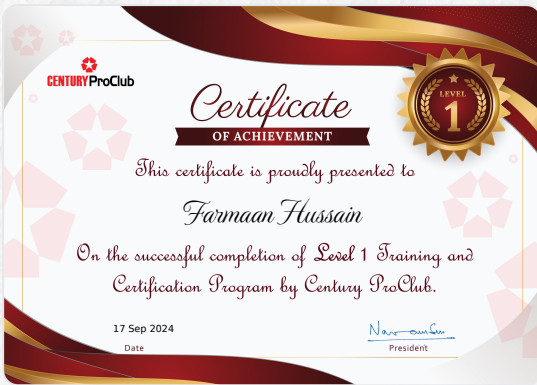 CENTURY ProClub
LEVEL
1
Certificate
OF ACHIEVEMENT
This certificate is proudly presented to
Farmaan Hussain
On the successful completion of Level 1 Training and
Certification Program by Century ProClub.
17 Sep 2024
Date
President